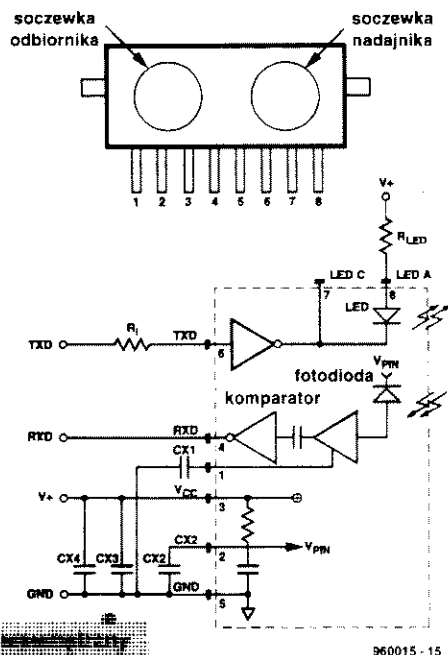 soczewka
odbiornika
soczewka
nadajnika
1 2 3 4 5 6 7 8
V+
RLED
LED C
LED A
7
8
LED
TXD
Ri
TXD
6
VPIN
fotodioda
komparator
RXD
RXD
4
CX1
1
V+
VCC
3
CX4
CX3
CX2
CX2
2
VPIN
GND
GND
5
960015 - 15